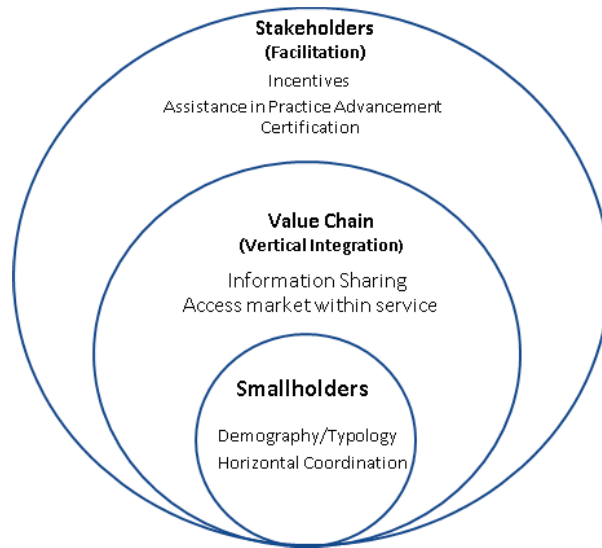 Stakeholders
(Facilitation)
Incentives
Assistance in Practice Advancement
Certification
Value Chain
(Vertical Integration)
Information Sharing
Access market within service
Smallholders
Demography/Typology
Horizontal Coordination